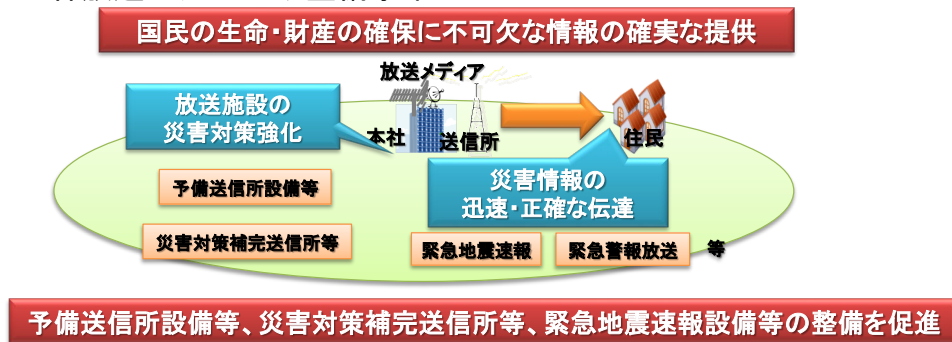 国民の生命・財産の確保に不可欠な情報の確実な提供
放送メディア
放送施設の
災害対策強化
本社
送信所
住民
災害情報の
迅速・正確な伝達
予備送信所設備等
災害対策補完送信所等
緊急地震速報
緊急警報放送
等
予備送信所設備等、災害対策補完送信所等、緊急地震速報設備等の整備を促進